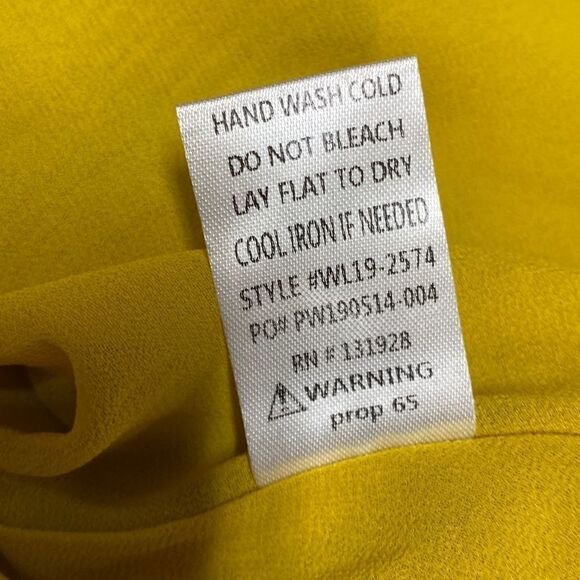 HAND WASH COLD
DO NOT BLEACH
LAY FLAT TO DRY
COOL IRON IF NEEDED
STYLE #WL19-2574
PO# PW190514-004
RN # 131928
WARNING
prop 65